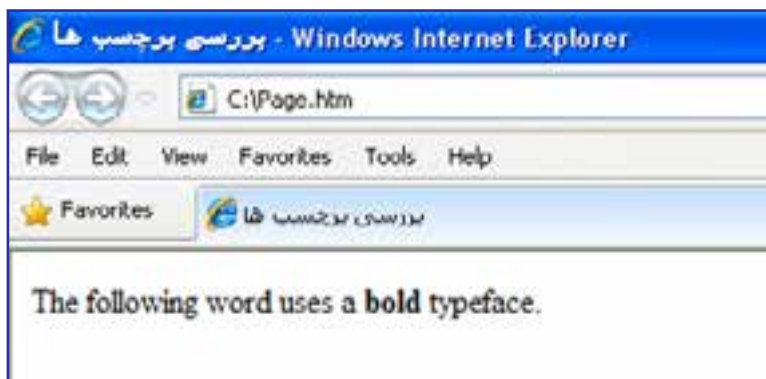 بررسی برچسب ها - Windows Internet Explorer
C:\Page.htm
File Edit View Favorites Tools Help
Favorites بررسی برچسب ها
The following word uses a bold typeface.